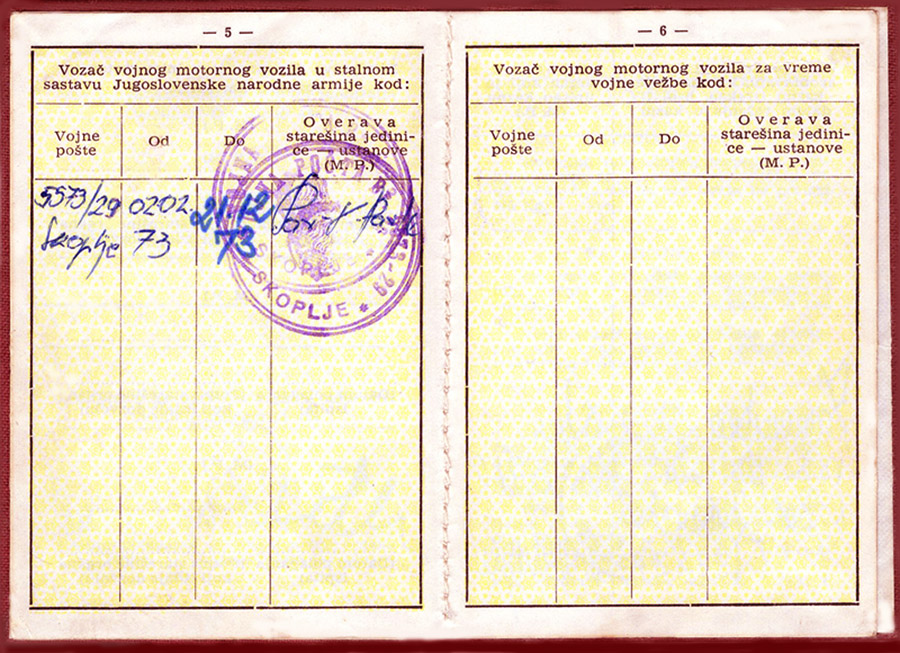 — 5 —
Vozač vojnog motornog vozila u stalnom
sastavu Jugoslovenske narodne armije kod:
Vojne
pošte
Od
Do
Overava
starešina jedini-
ce — ustanove
(M. P.)
5573/29
Skoplje
0202
73
21.12
73
SKOPLJE
— 6 —
Vozač vojnog motornog vozila za vreme
vojne vežbe kod:
Vojne
pošte
Od
Do
Overava
starešina jedini-
ce — ustanove
(M. P.)